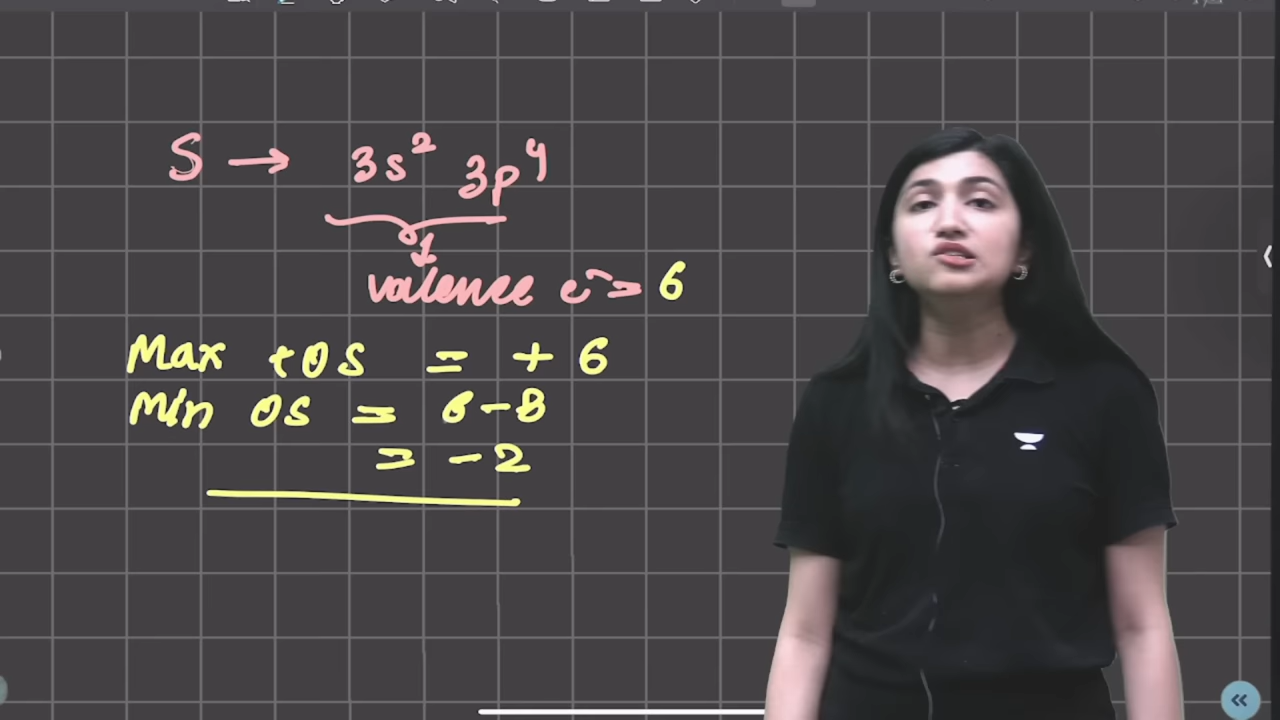 S → 3s² 3p⁴
valence e⁻ = 6
Max +OS = + 6
Min OS = 6-8
= -2